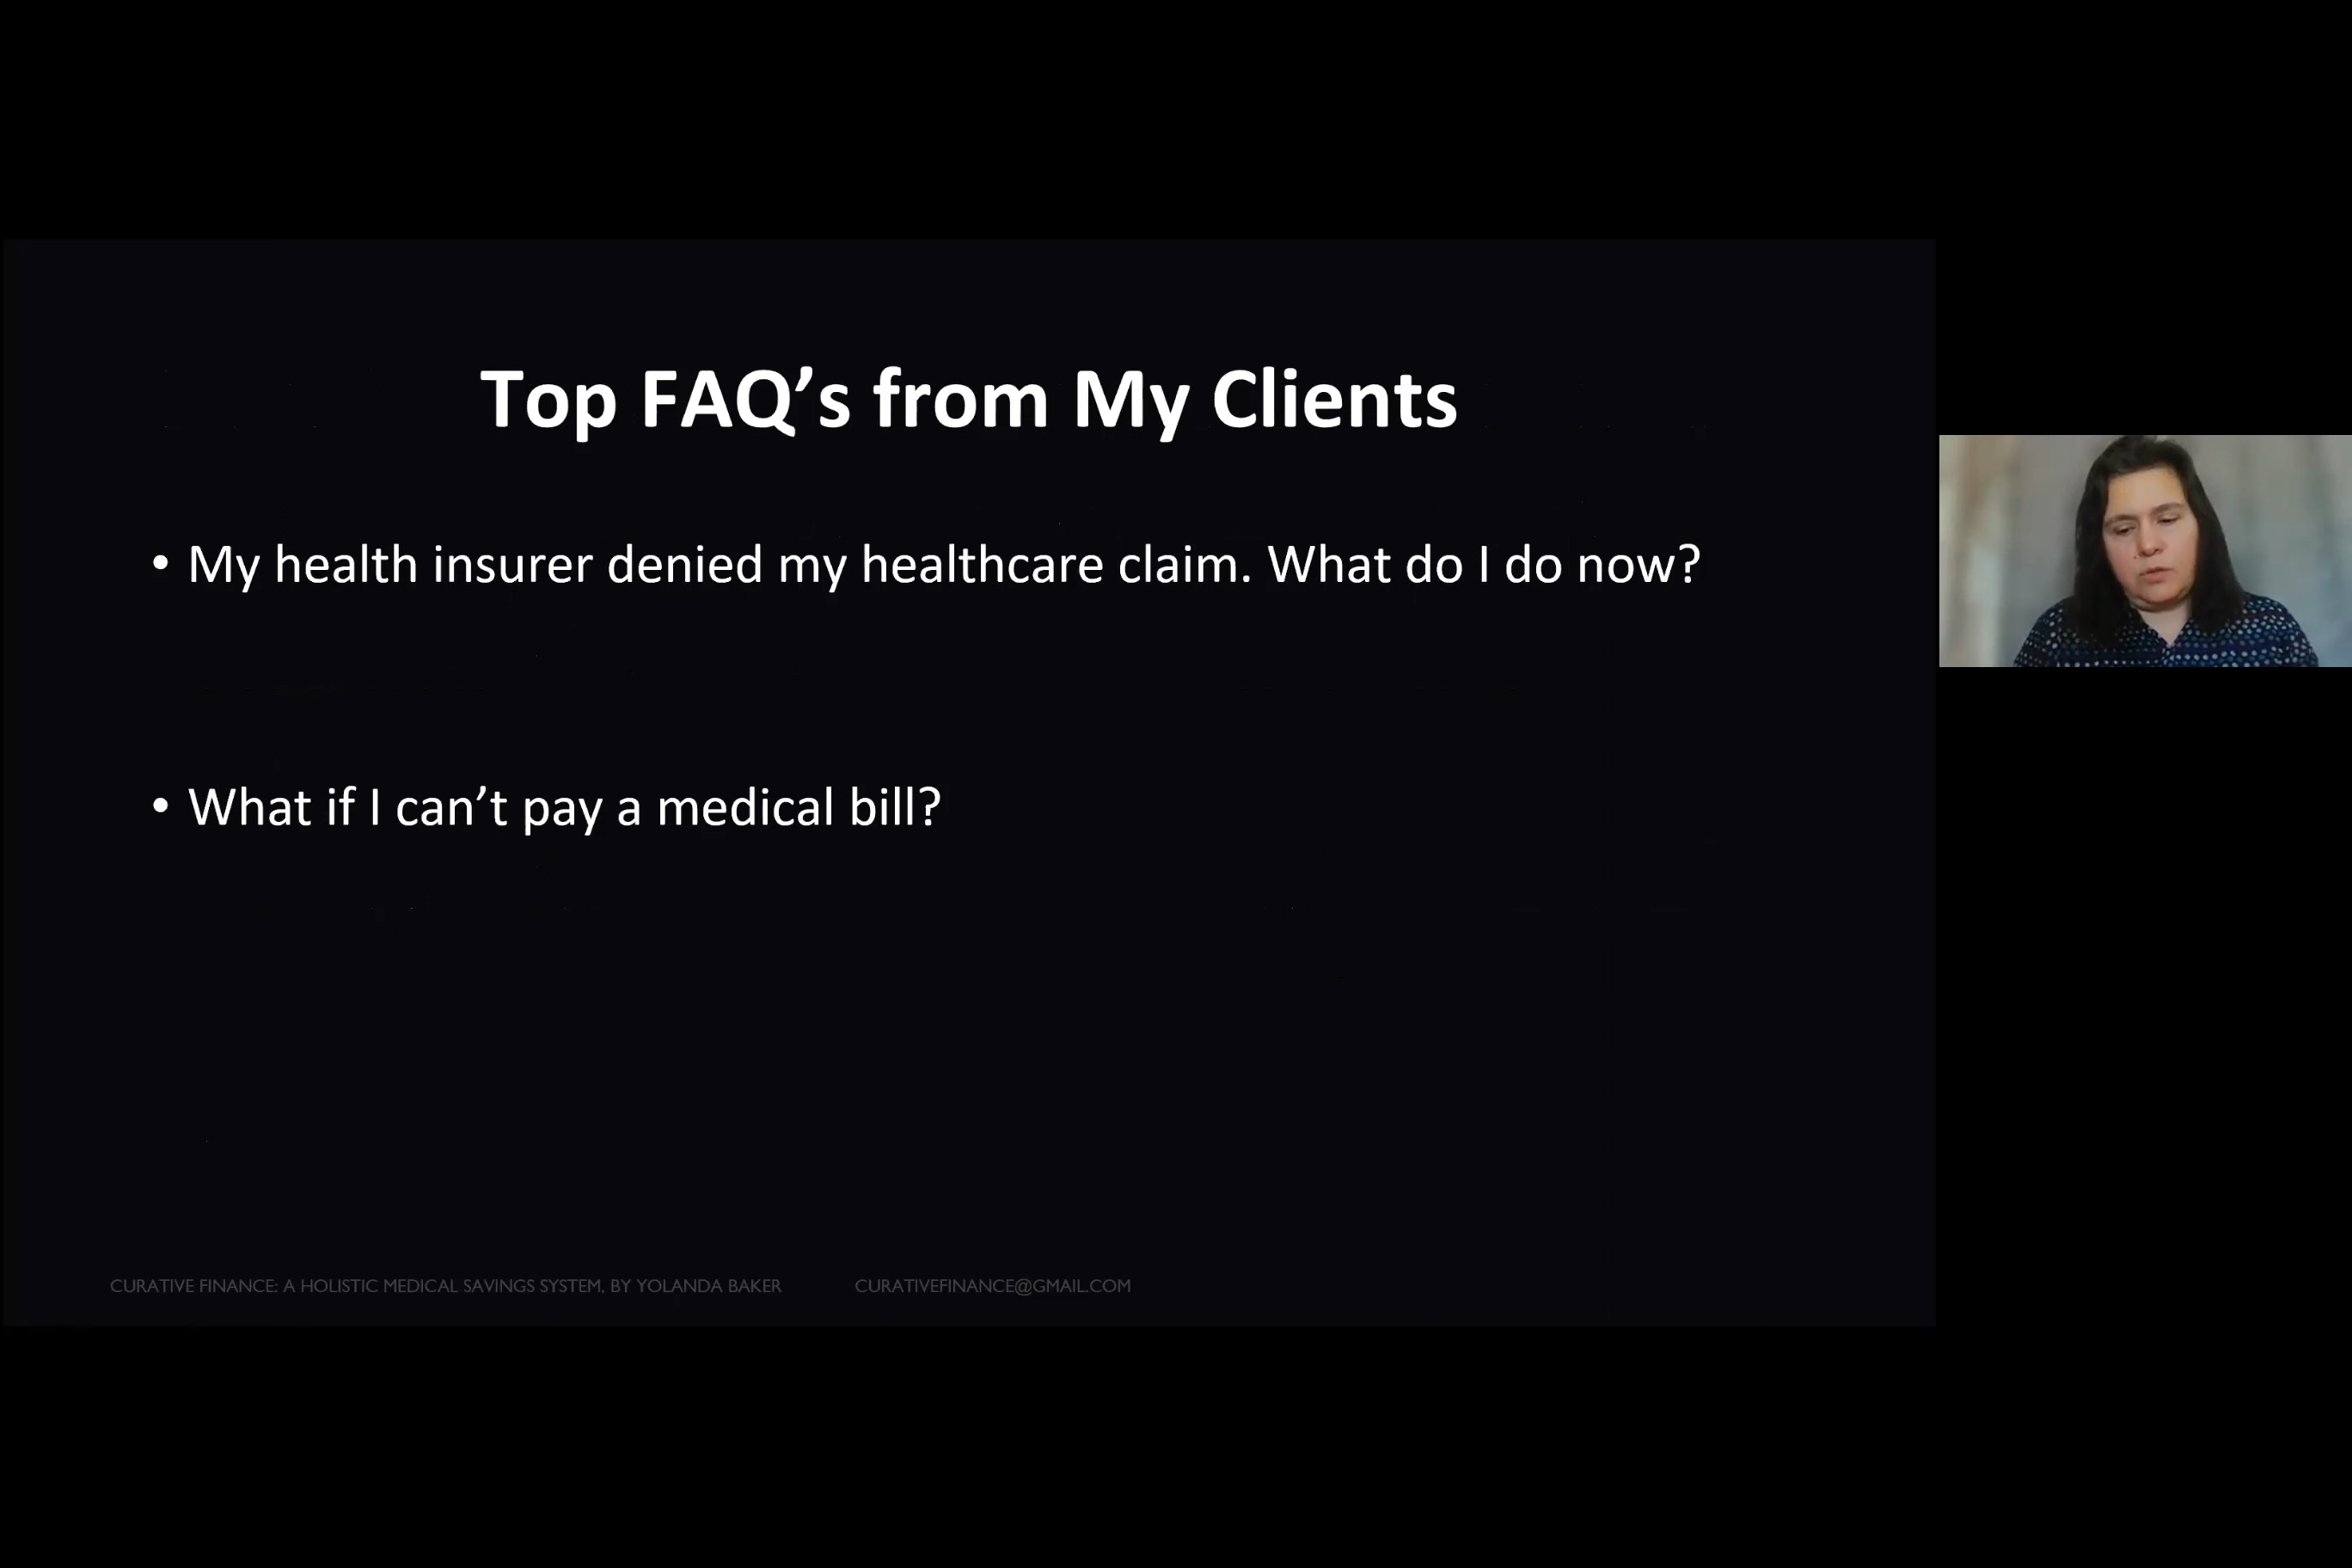 Top FAQ’s from My Clients
• My health insurer denied my healthcare claim. What do I do now?
• What if I can’t pay a medical bill?
CURATIVE FINANCE: A HOLISTIC MEDICAL SAVINGS SYSTEM, BY YOLANDA BAKER CURATIVEFINANCE@GMAIL.COM